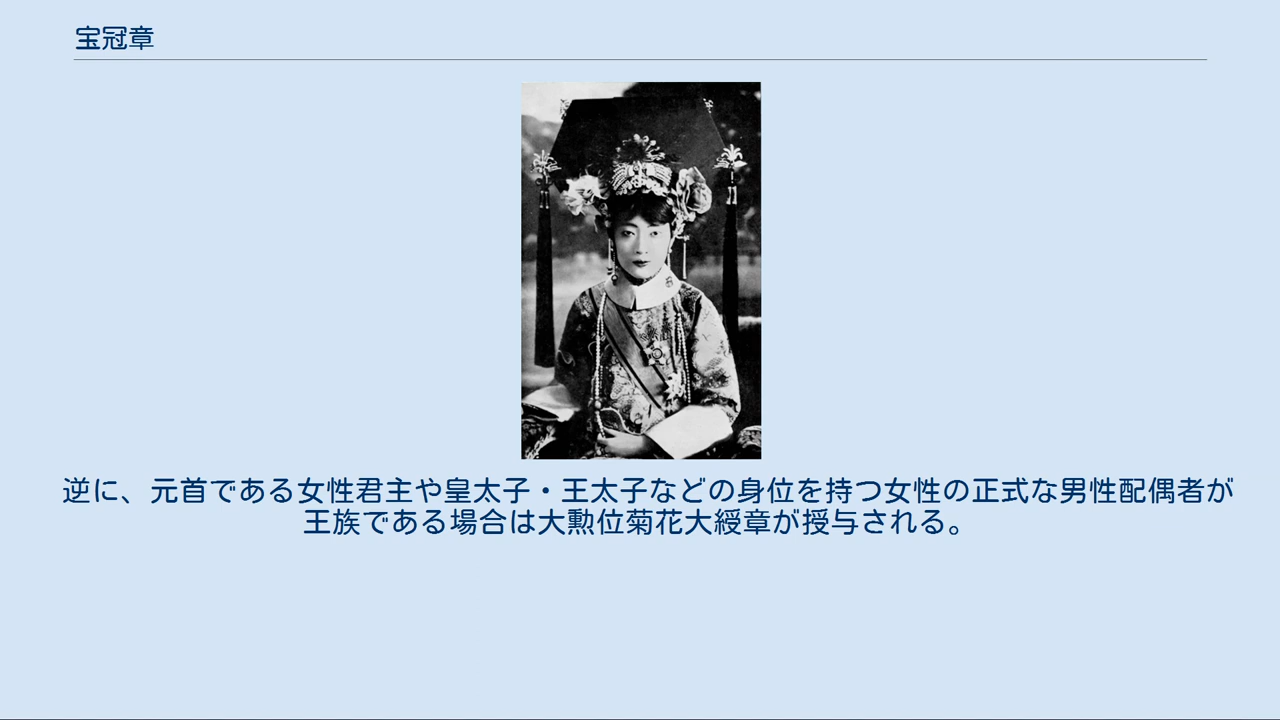 宝冠章
逆に、元首である女性君主や皇太子・王太子などの身位を持つ女性の正式な男性配偶者が
王族である場合は大勲位菊花大綬章が授与される。